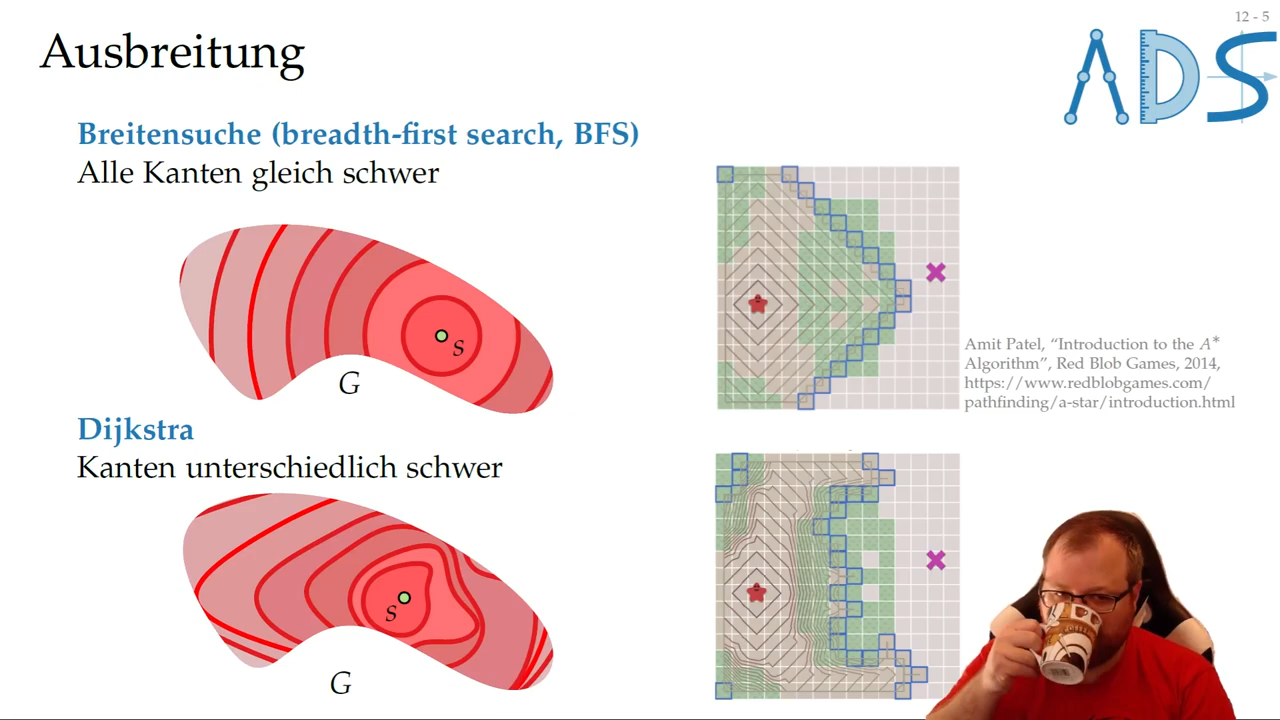 12 - 5
Ausbreitung
ADS
Breitensuche (breadth-first search, BFS)
Alle Kanten gleich schwer
s
G
Amit Patel, “Introduction to the A*
Algorithm”, Red Blob Games, 2014,
https://www.redblobgames.com/
pathfinding/a-star/introduction.html
Dijkstra
Kanten unterschiedlich schwer
s
G